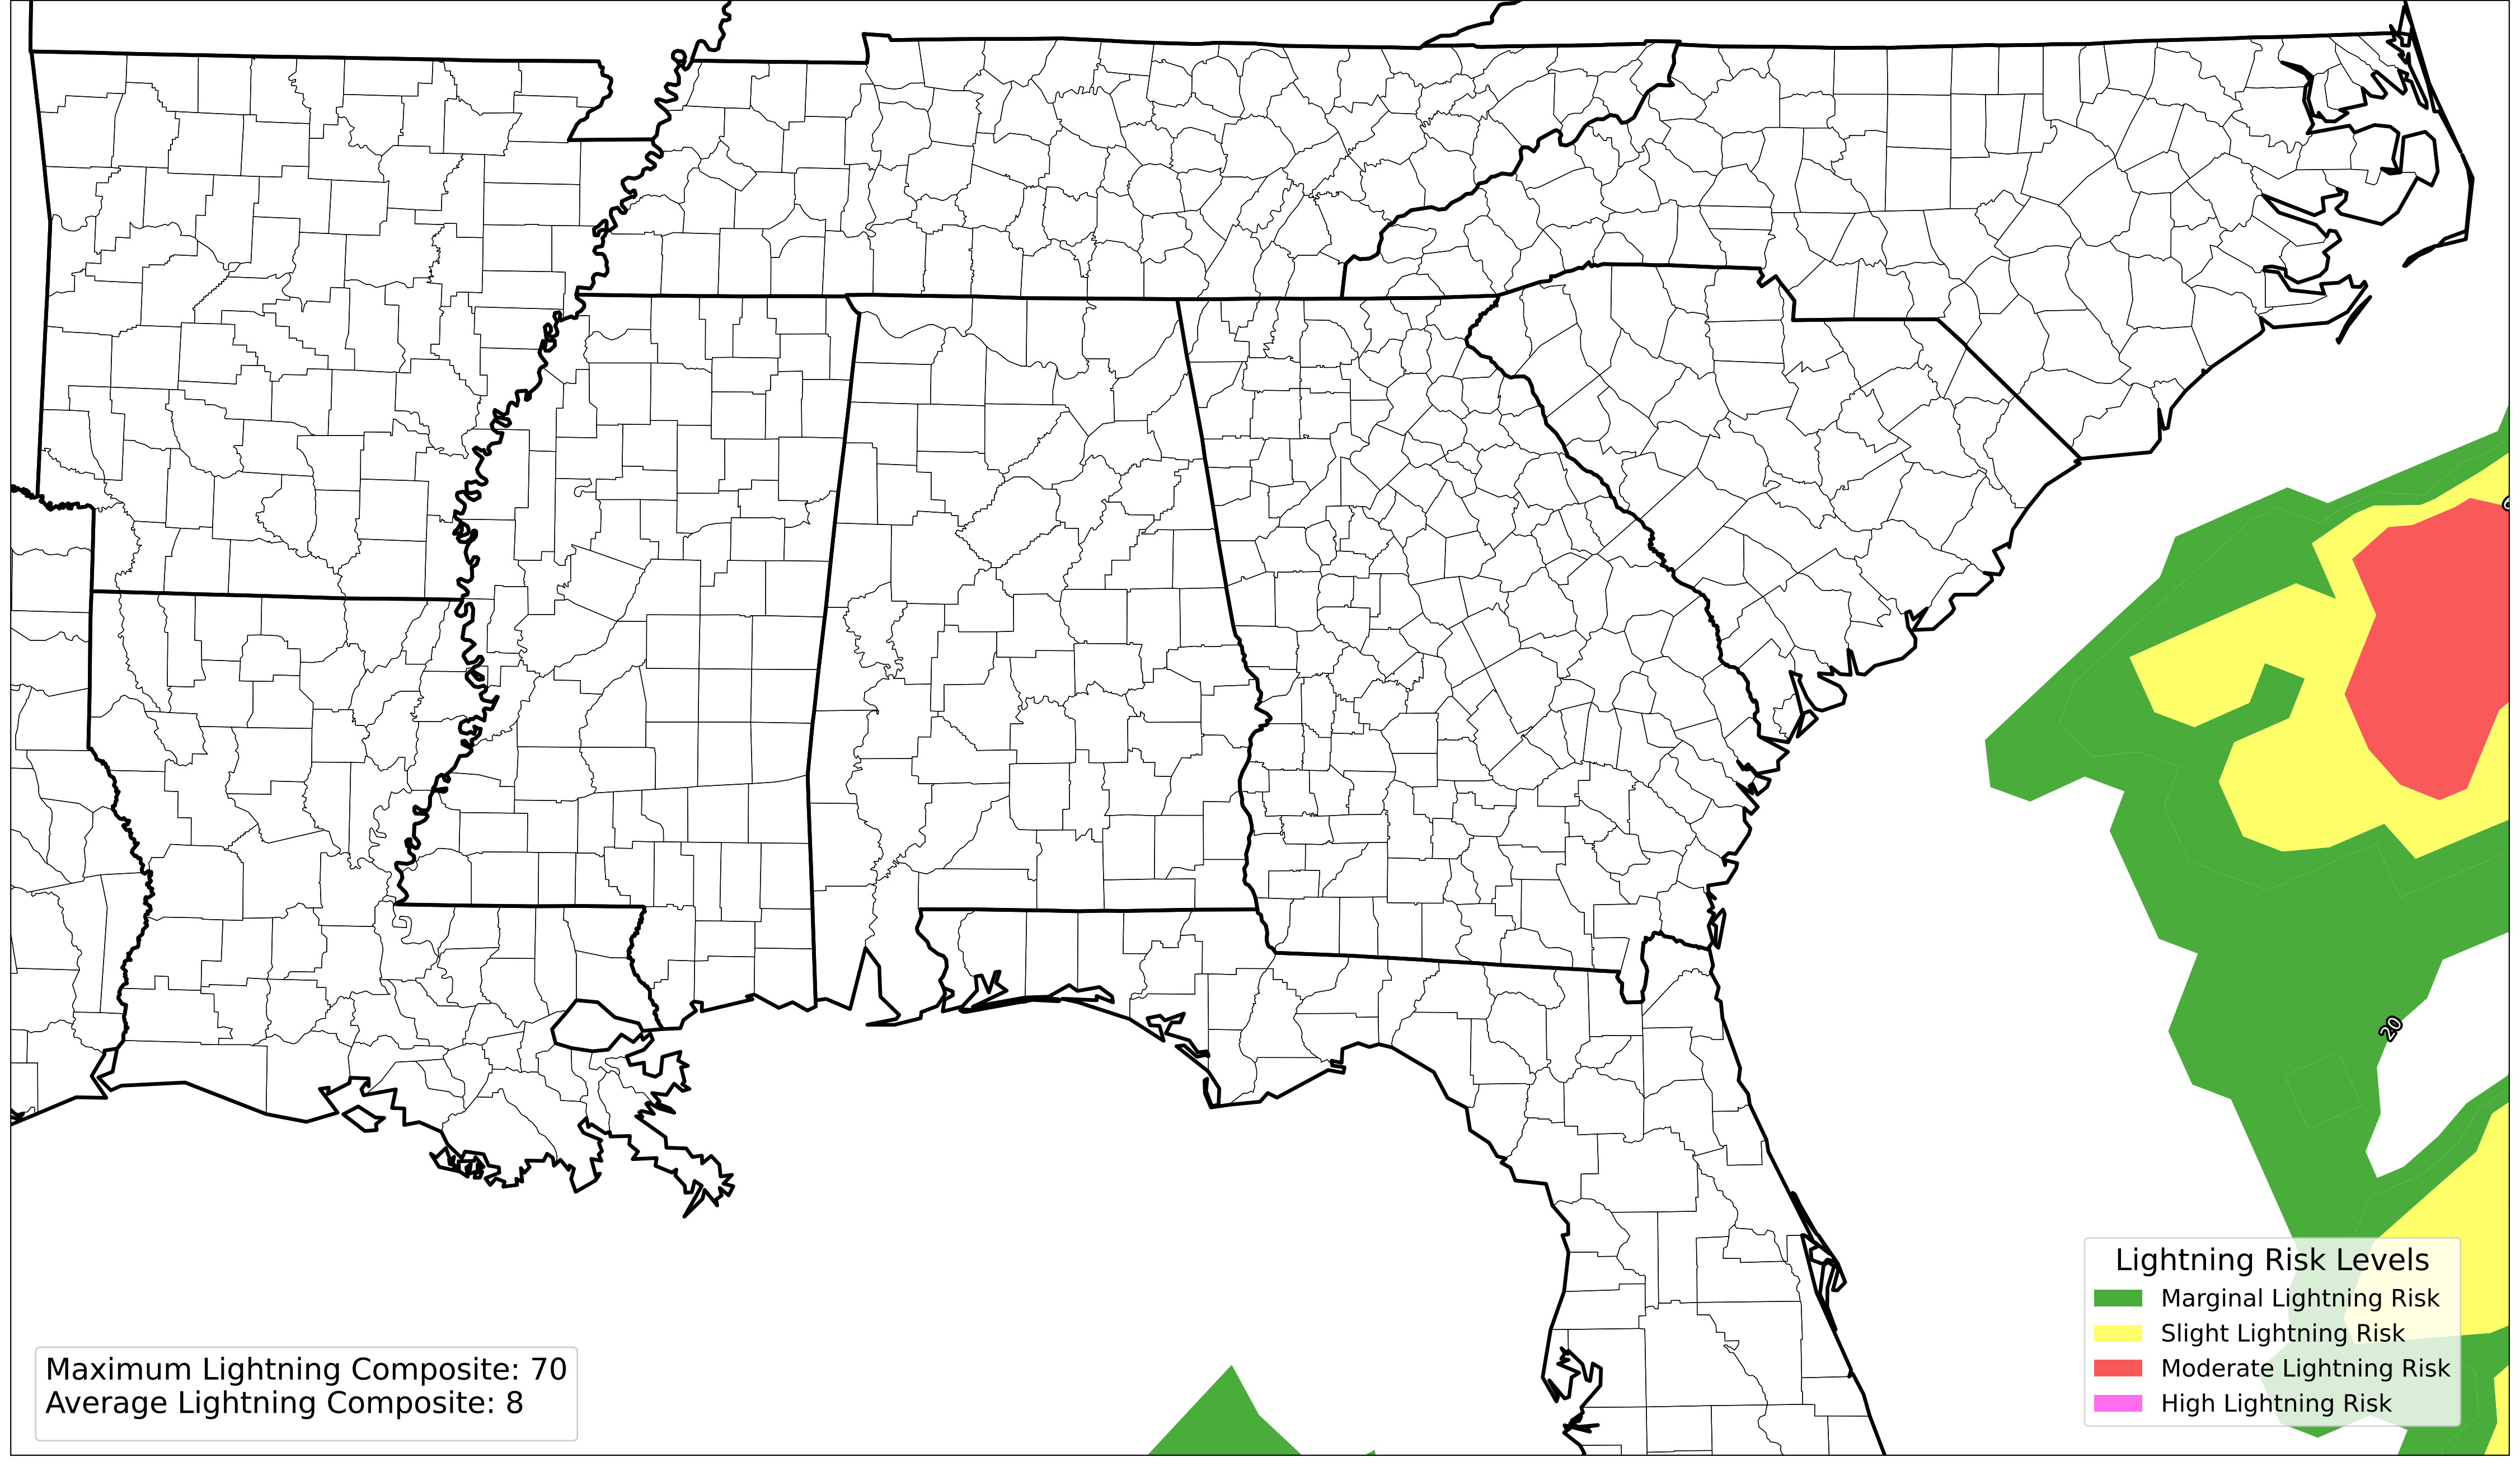 20
Lightning Risk Levels
Marginal Lightning Risk
Slight Lightning Risk
Moderate Lightning Risk
High Lightning Risk
Maximum Lightning Composite: 70
Average Lightning Composite: 8